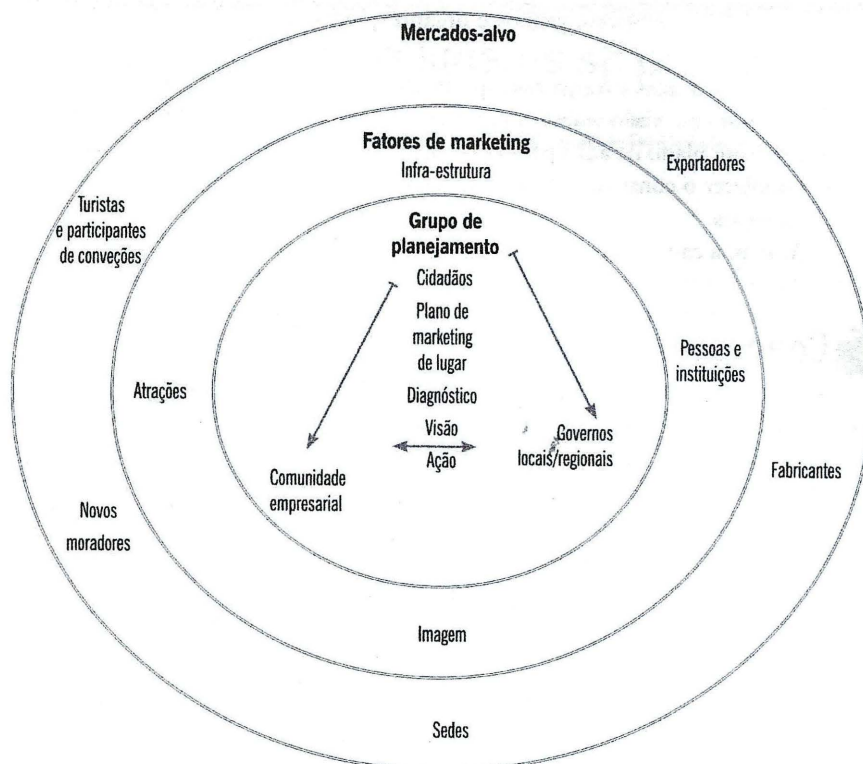 Mercados-alvo
Fatores de marketing
Infra-estrutura
Exportadores
Turistas
e participantes
de conveções
Grupo de
planejamento
Cidadãos
Plano de
marketing
de lugar
Diagnóstico
Visão
Ação
Atrações
Pessoas e
instituições
Comunidade
empresarial
Governos
locais/regionais
Novos
moradores
Fabricantes
Imagem
Sedes